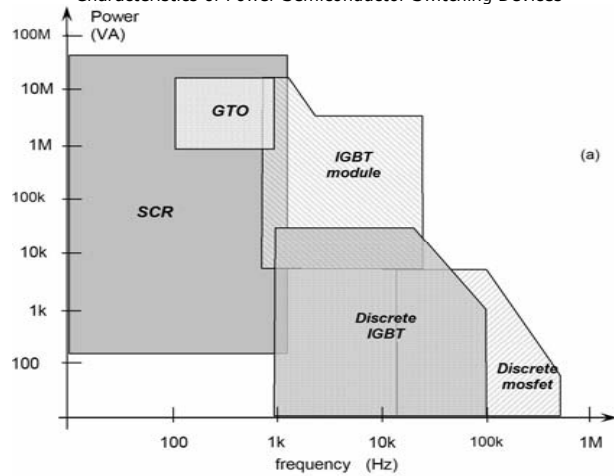 Characteristics of Power Semiconductor Switching Devices
Power
(VA)
100M
10M
1M
100k
10k
1k
100
GTO
SCR
IGBT
module
(a)
Discrete
IGBT
Discrete
mosfet
100
1k
10k
100k
1M
frequency (Hz)